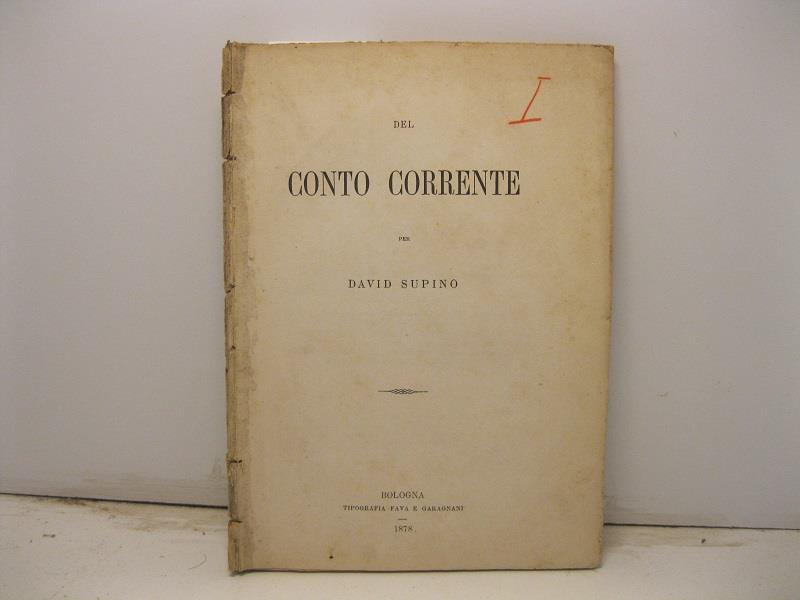 I
DEL
CONTO CORRENTE
PER
DAVID SUPINO
BOLOGNA
TIPOGRAFIA FAVA E GARAGNANI
1878.